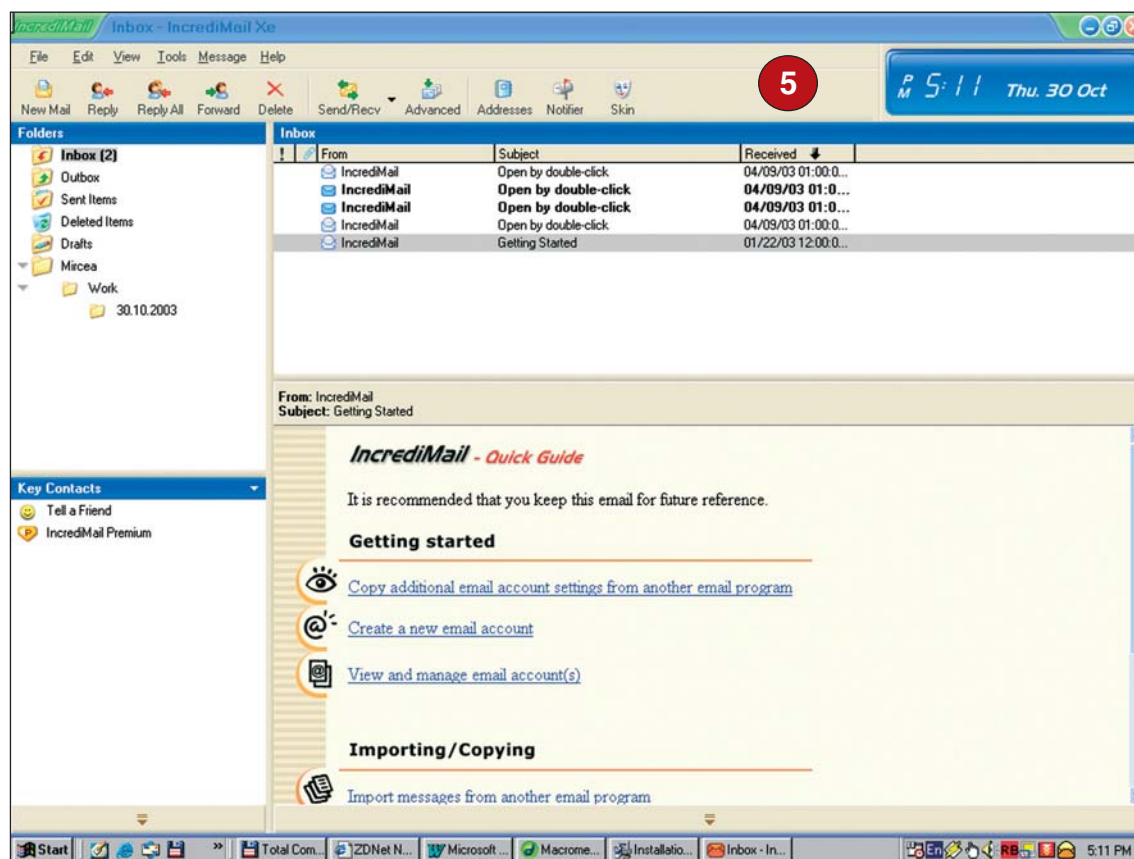 IncrediMail Inbox - IncrediMail Xe
File Edit View Tools Message Help
5
PM 5:11 Thu. 30 Oct
New Mail Reply Reply All Forward Delete Send/Recv Advanced Addresses Notifier Skin
Folders
Inbox (2)
Outbox
Sent Items
Deleted Items
Drafts
Mircea
Work
30.10.2003
Key Contacts
Tell a Friend
IncrediMail Premium
Inbox
! From Subject Received
IncrediMail Open by double-click 04/09/03 01:00:0...
IncrediMail Open by double-click 04/09/03 01:0...
IncrediMail Open by double-click 04/09/03 01:0...
IncrediMail Open by double-click 04/09/03 01:00:0...
IncrediMail Getting Started 01/22/03 12:00:0...
From: IncrediMail
Subject: Getting Started
IncrediMail - Quick Guide
It is recommended that you keep this email for future reference.
Getting started
Copy additional email account settings from another email program
Create a new email account
View and manage email account(s)
Importing/Copying
Import messages from another email program
Start » Total Com... ZDNet N... Microsoft ... Macrome... Installatio... Inbox - In... En RB 5:11 PM